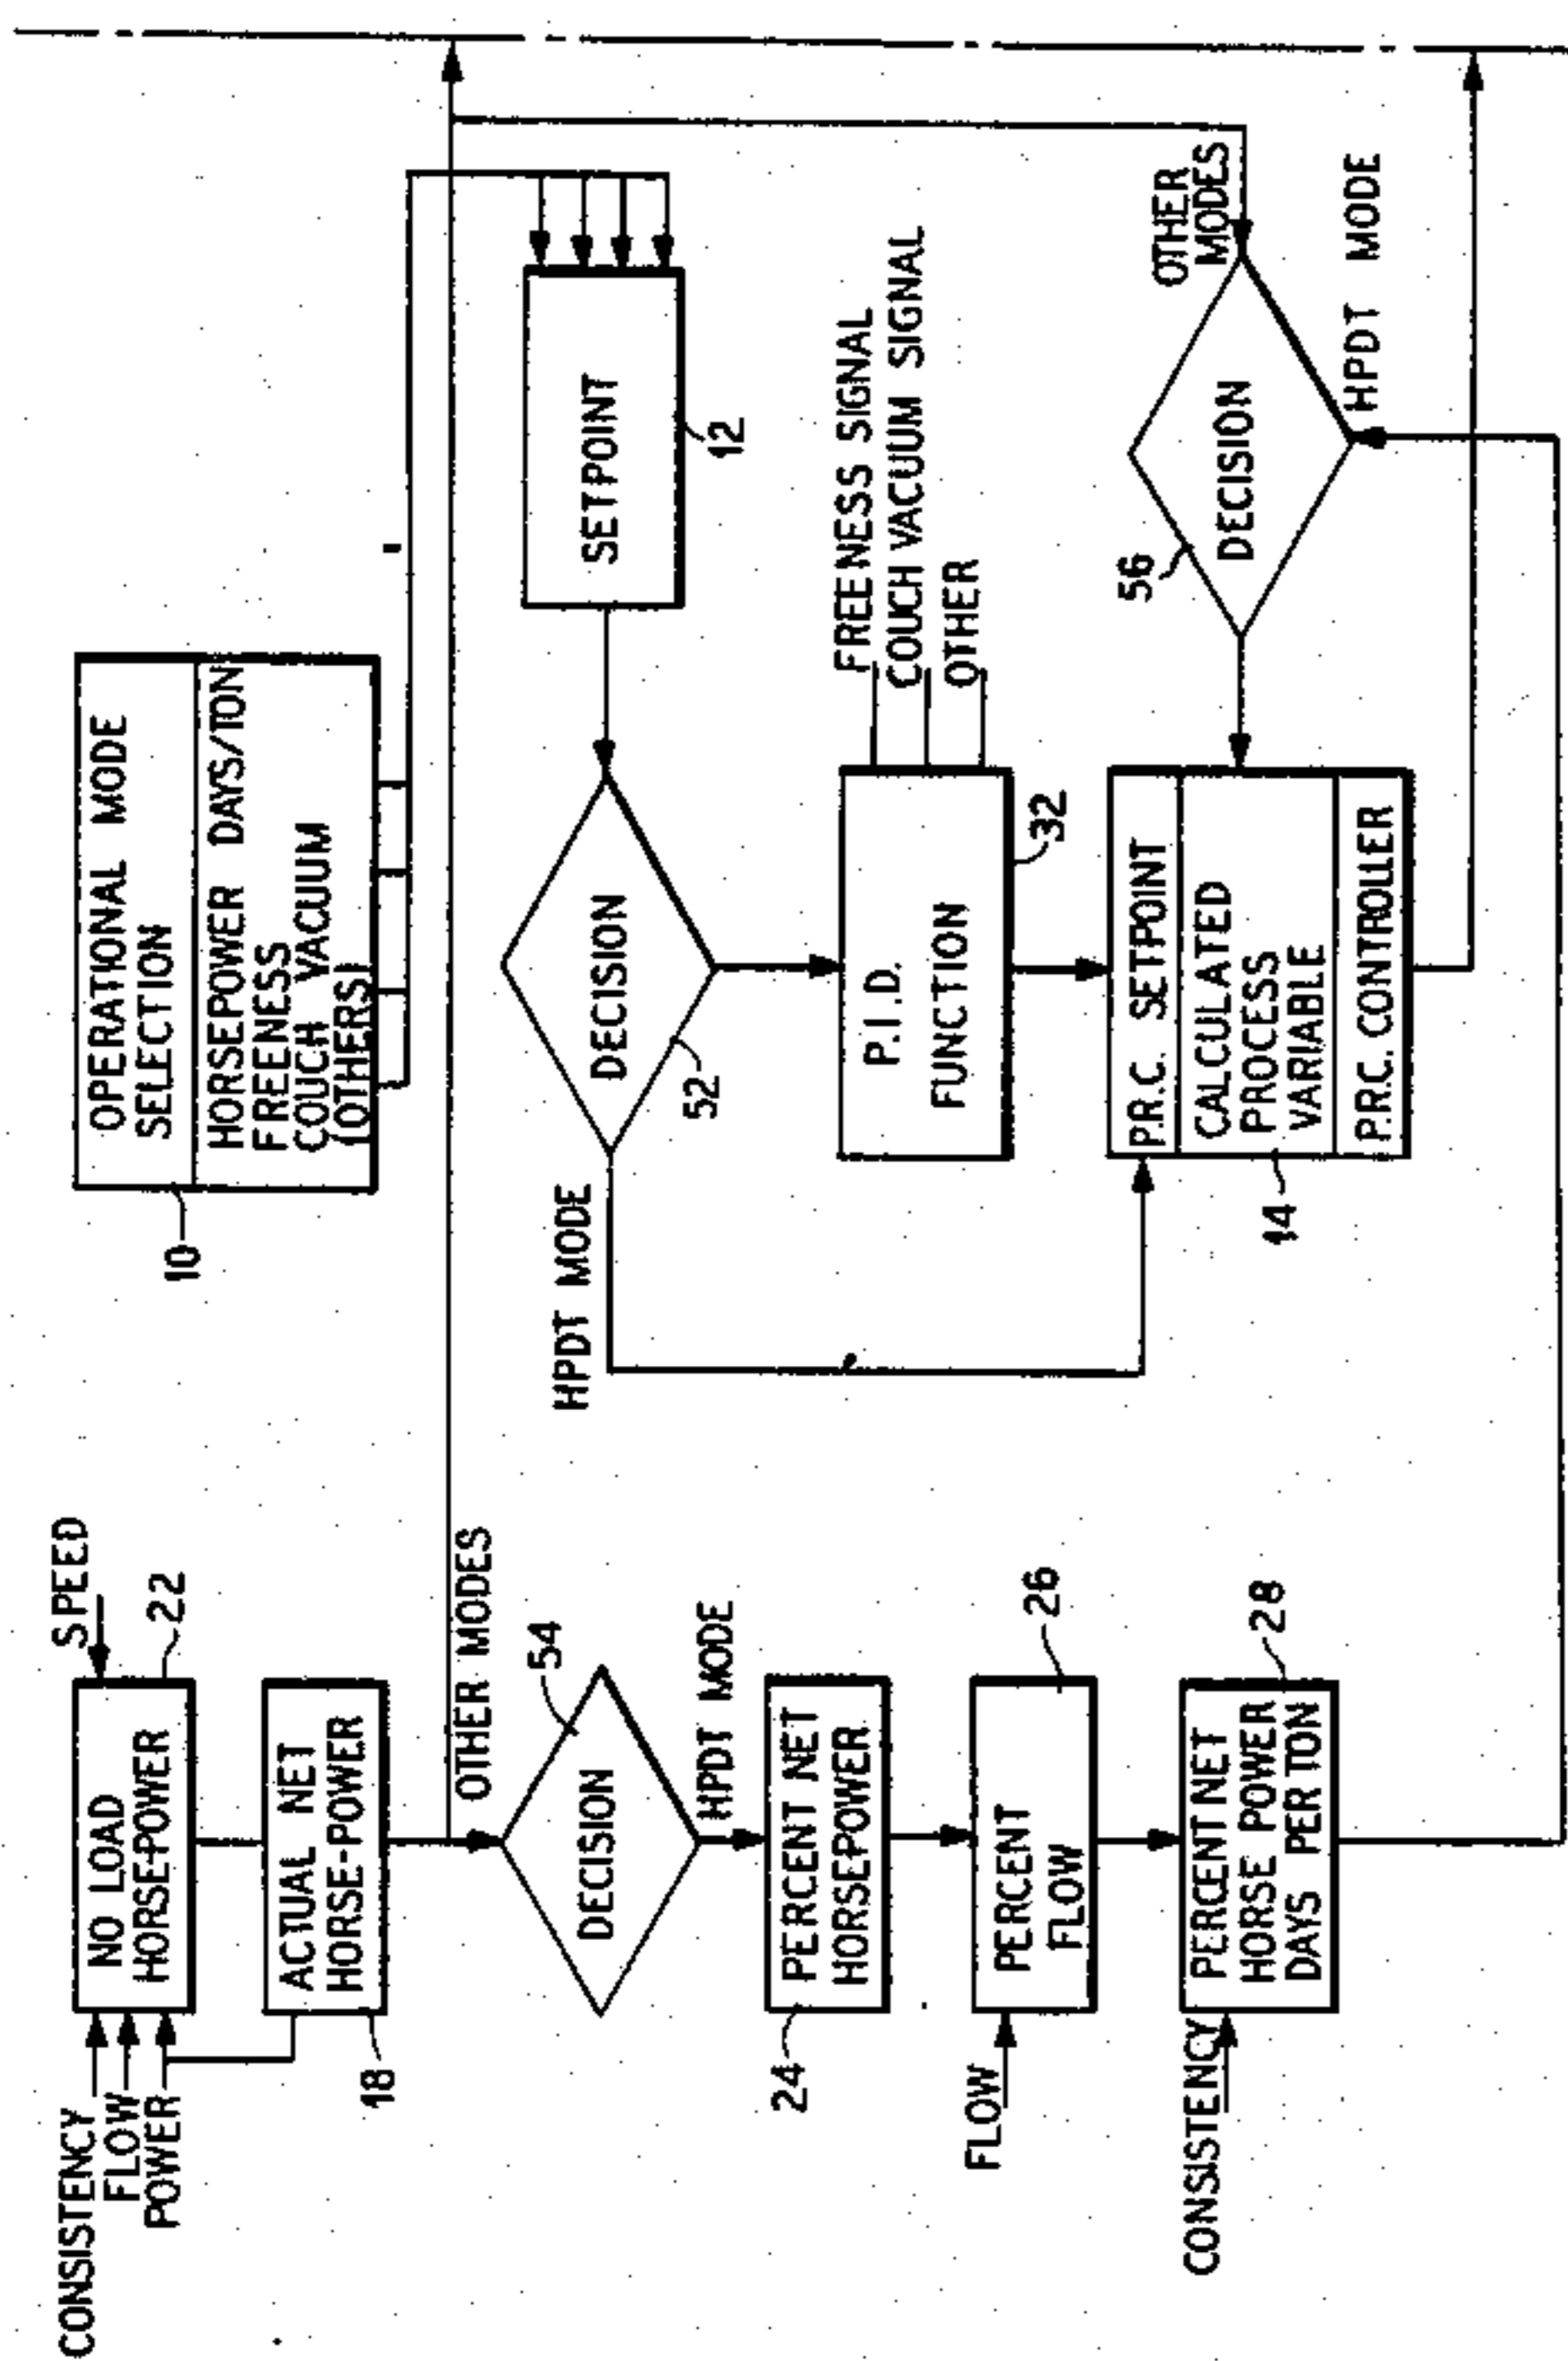 CONSISTENCY
FLOW
POWER
SPEED
22
NO LOAD
HORSEPOWER
ACTUAL NET
HORSE-POWER
18
OTHER MODES
54
DECISION
HPDT MODE
PERCENT NET
HORSEPOWER
24
FLOW
PERCENT
FLOW
26
CONSISTENCY
PERCENT NET
HORSE POWER
DAYS PER TON
28
OPERATIONAL MODE
SELECTION
HORSEPOWER DAYS/TON
FREENESS
COUCH VACUUM
(OTHERS)
10
SETPOINT
12
HPDT MODE
DECISION
52
FREENESS SIGNAL
COUCH VACUUM SIGNAL
OTHER
P.I.D.
FUNCTION
32
P.R.C. SETPOINT
CALCULATED
PROCESS
VARIABLE
P.R.C. CONTROLLER
14
56
DECISION
OTHER
MODES
HPDT MODE